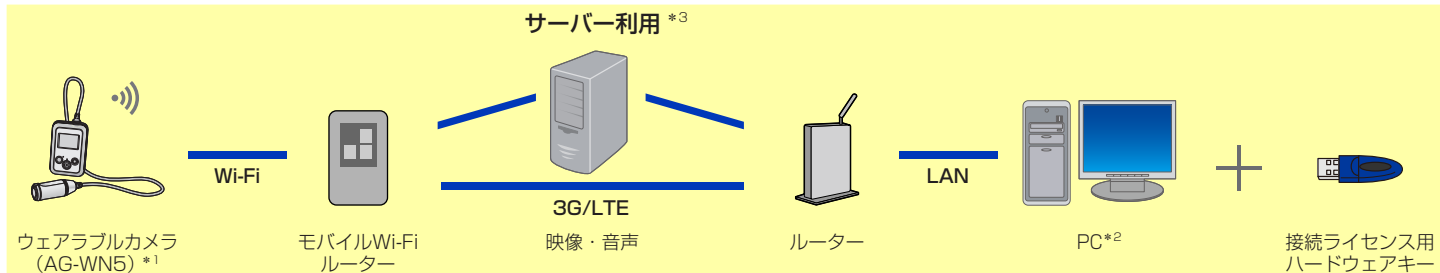 サーバー利用 *3
Wi-Fi
3G/LTE
LAN
ウェアラブルカメラ
（AG-WN5）*1
モバイルWi-Fi
ルーター
映像・音声
ルーター
PC*2
接続ライセンス用
ハードウェアキー